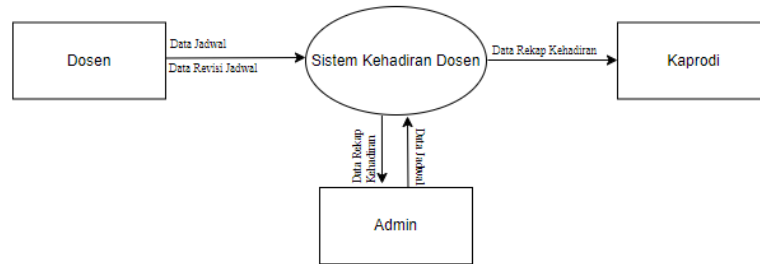 Data Jadwal
Dosen
Data Revisi Jadwal
Sistem Kehadiran Dosen
Data Rekap Kehadiran
Kaprodi
Data Rekap
Kehadiran
Data Jadwal
Admin